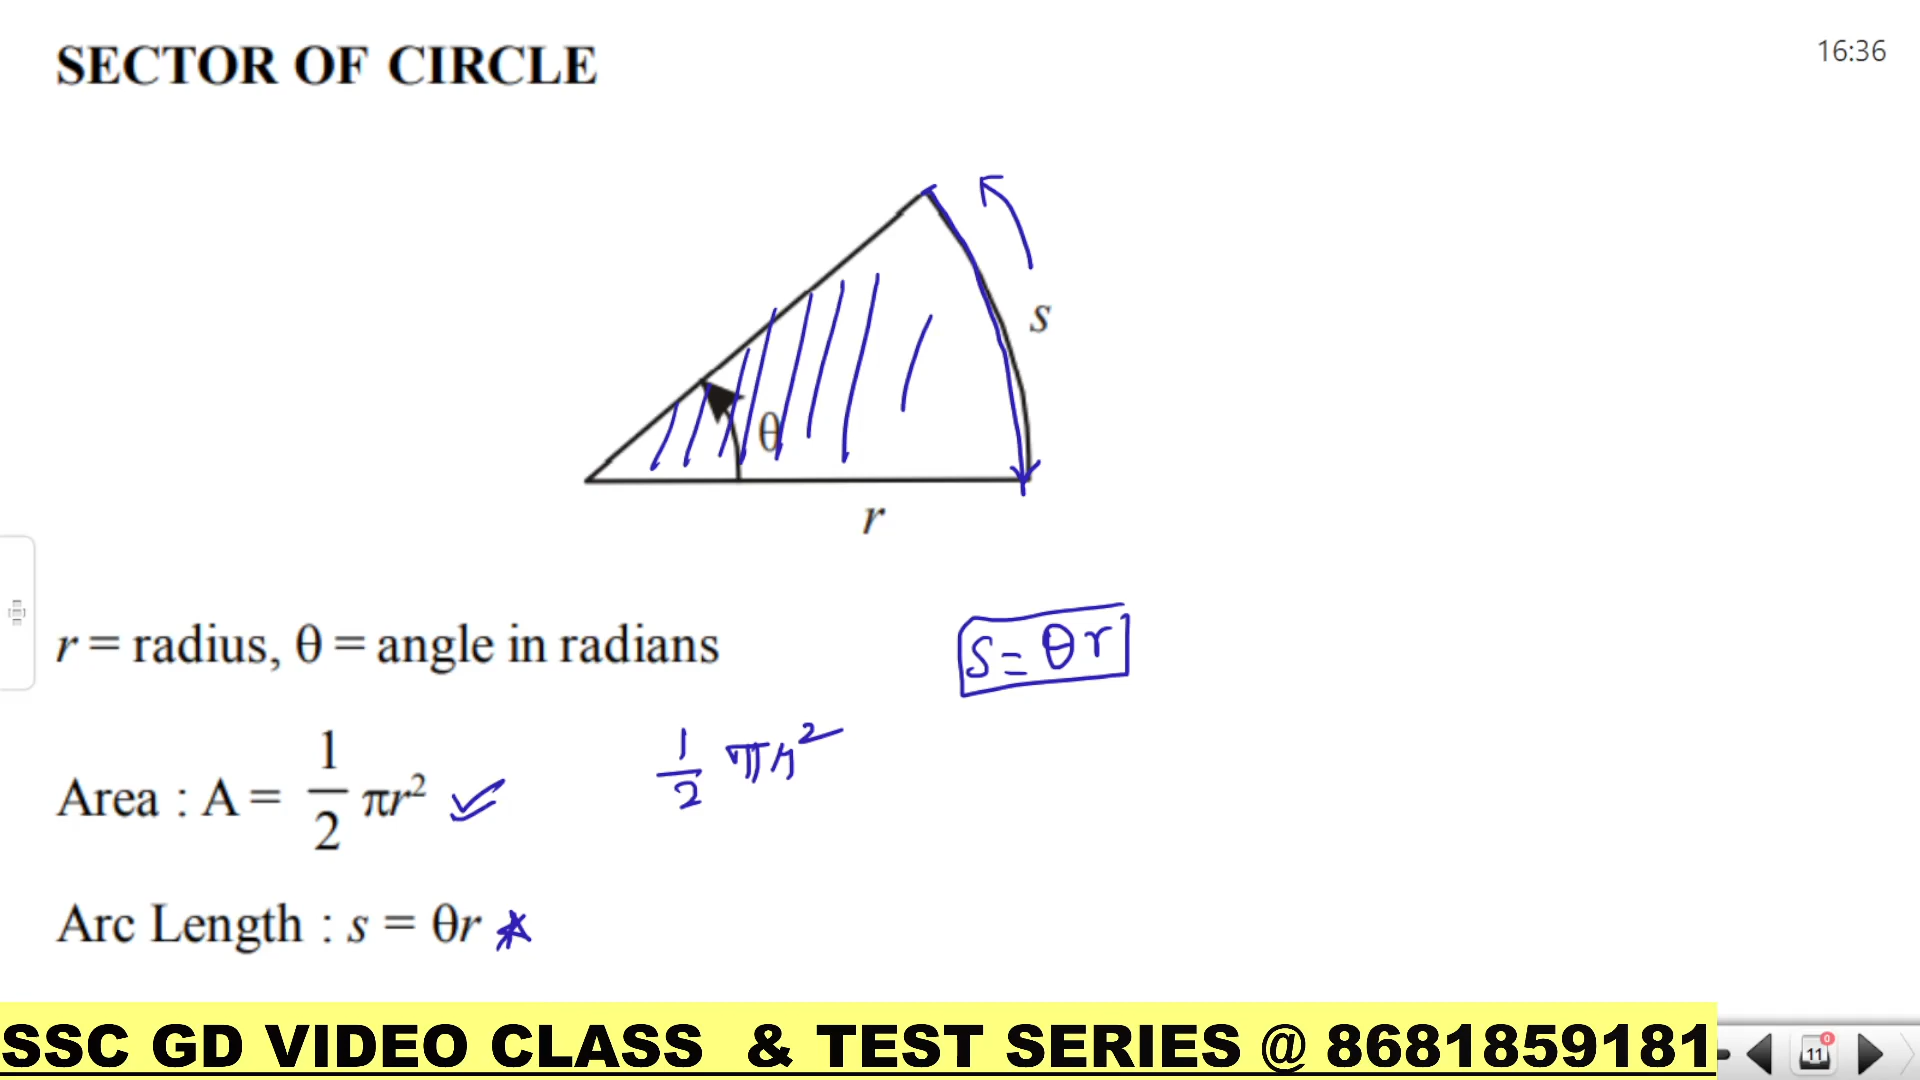 SECTOR OF CIRCLE
16:36
s
θ
r
r = radius, θ = angle in radians
s = θr
Area : A = 1/2 πr²
1/2 πr²
Arc Length : s = θr
SSC GD VIDEO CLASS & TEST SERIES @ 8681859181
0
11